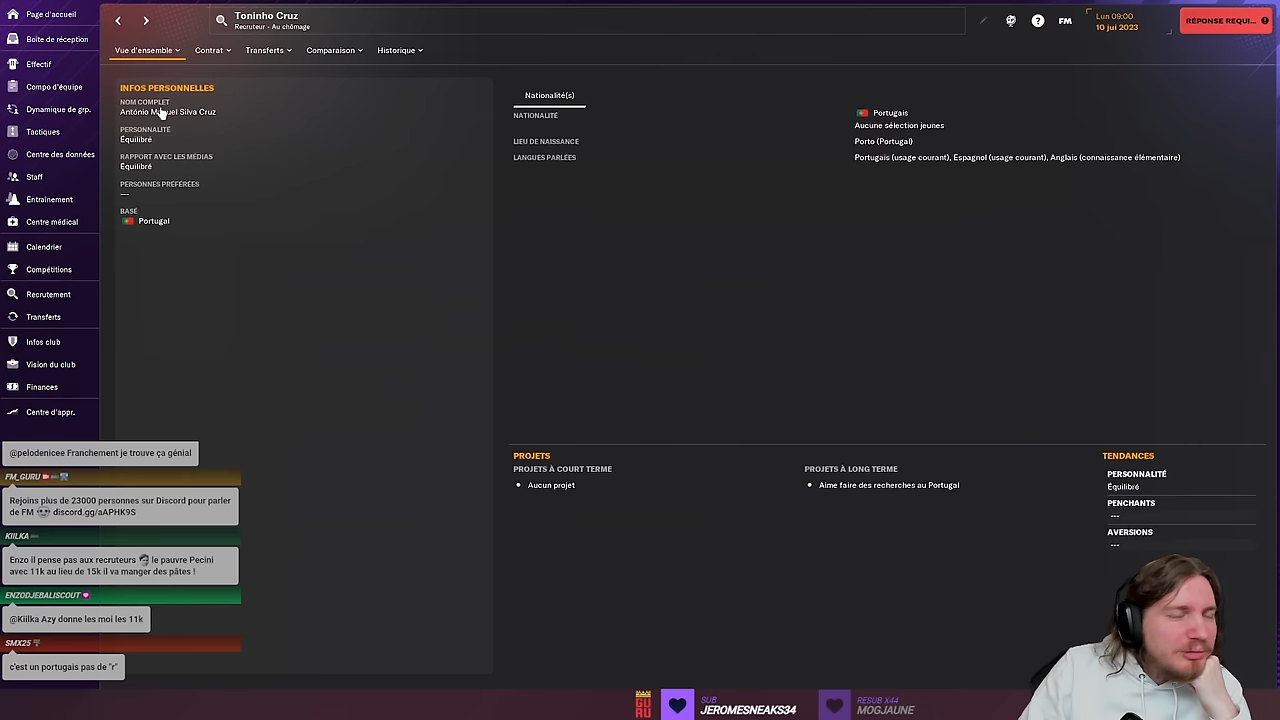 Page d'accueil
Boîte de réception
Effectif
Compo d'équipe
Dynamique de grp.
Tactiques
Centre des données
Staff
Entraînement
Centre médical
Calendrier
Compétitions
Recrutement
Transferts
Infos club
Vision du club
Finances
Centre d'appr.
Toninho Cruz
Recruteur - Au chômage
FM
Lun 09:00
10 jui 2023
RÉPONSE REQUI...
Vue d'ensemble
Contrat
Transferts
Comparaison
Historique
INFOS PERSONNELLES
NOM COMPLET
António Manuel Silva Cruz
PERSONNALITÉ
Équilibré
RAPPORT AVEC LES MÉDIAS
Équilibré
PERSONNES PRÉFÉRÉES
---
BASÉ
Portugal
Nationalité(s)
NATIONALITÉ
Portugais
Aucune sélection jeunes
LIEU DE NAISSANCE
Porto (Portugal)
LANGUES PARLÉES
Portugais (usage courant), Espagnol (usage courant), Anglais (connaissance élémentaire)
PROJETS
PROJETS À COURT TERME
Aucun projet
PROJETS À LONG TERME
Aime faire des recherches au Portugal
TENDANCES
PERSONNALITÉ
Équilibré
PENCHANTS
---
AVERSIONS
---
@pelodenicee Franchement je trouve ça génial
FM_GURU
Rejoins plus de 23000 personnes sur Discord pour parler
de FM discord.gg/aAPHK9S
KIILKA
Enzo il pense pas aux recruteurs le pauvre Pecini
avec 11k au lieu de 15k il va manger des pâtes !
ENZODJEBALISCOUT
@Kiilka Azy donne les moi les 11k
SMX25
c'est un portugais pas de "r"
GU
RU
SUB
JEROMESNEAKS34
RESUB X44
MOGJAUNE